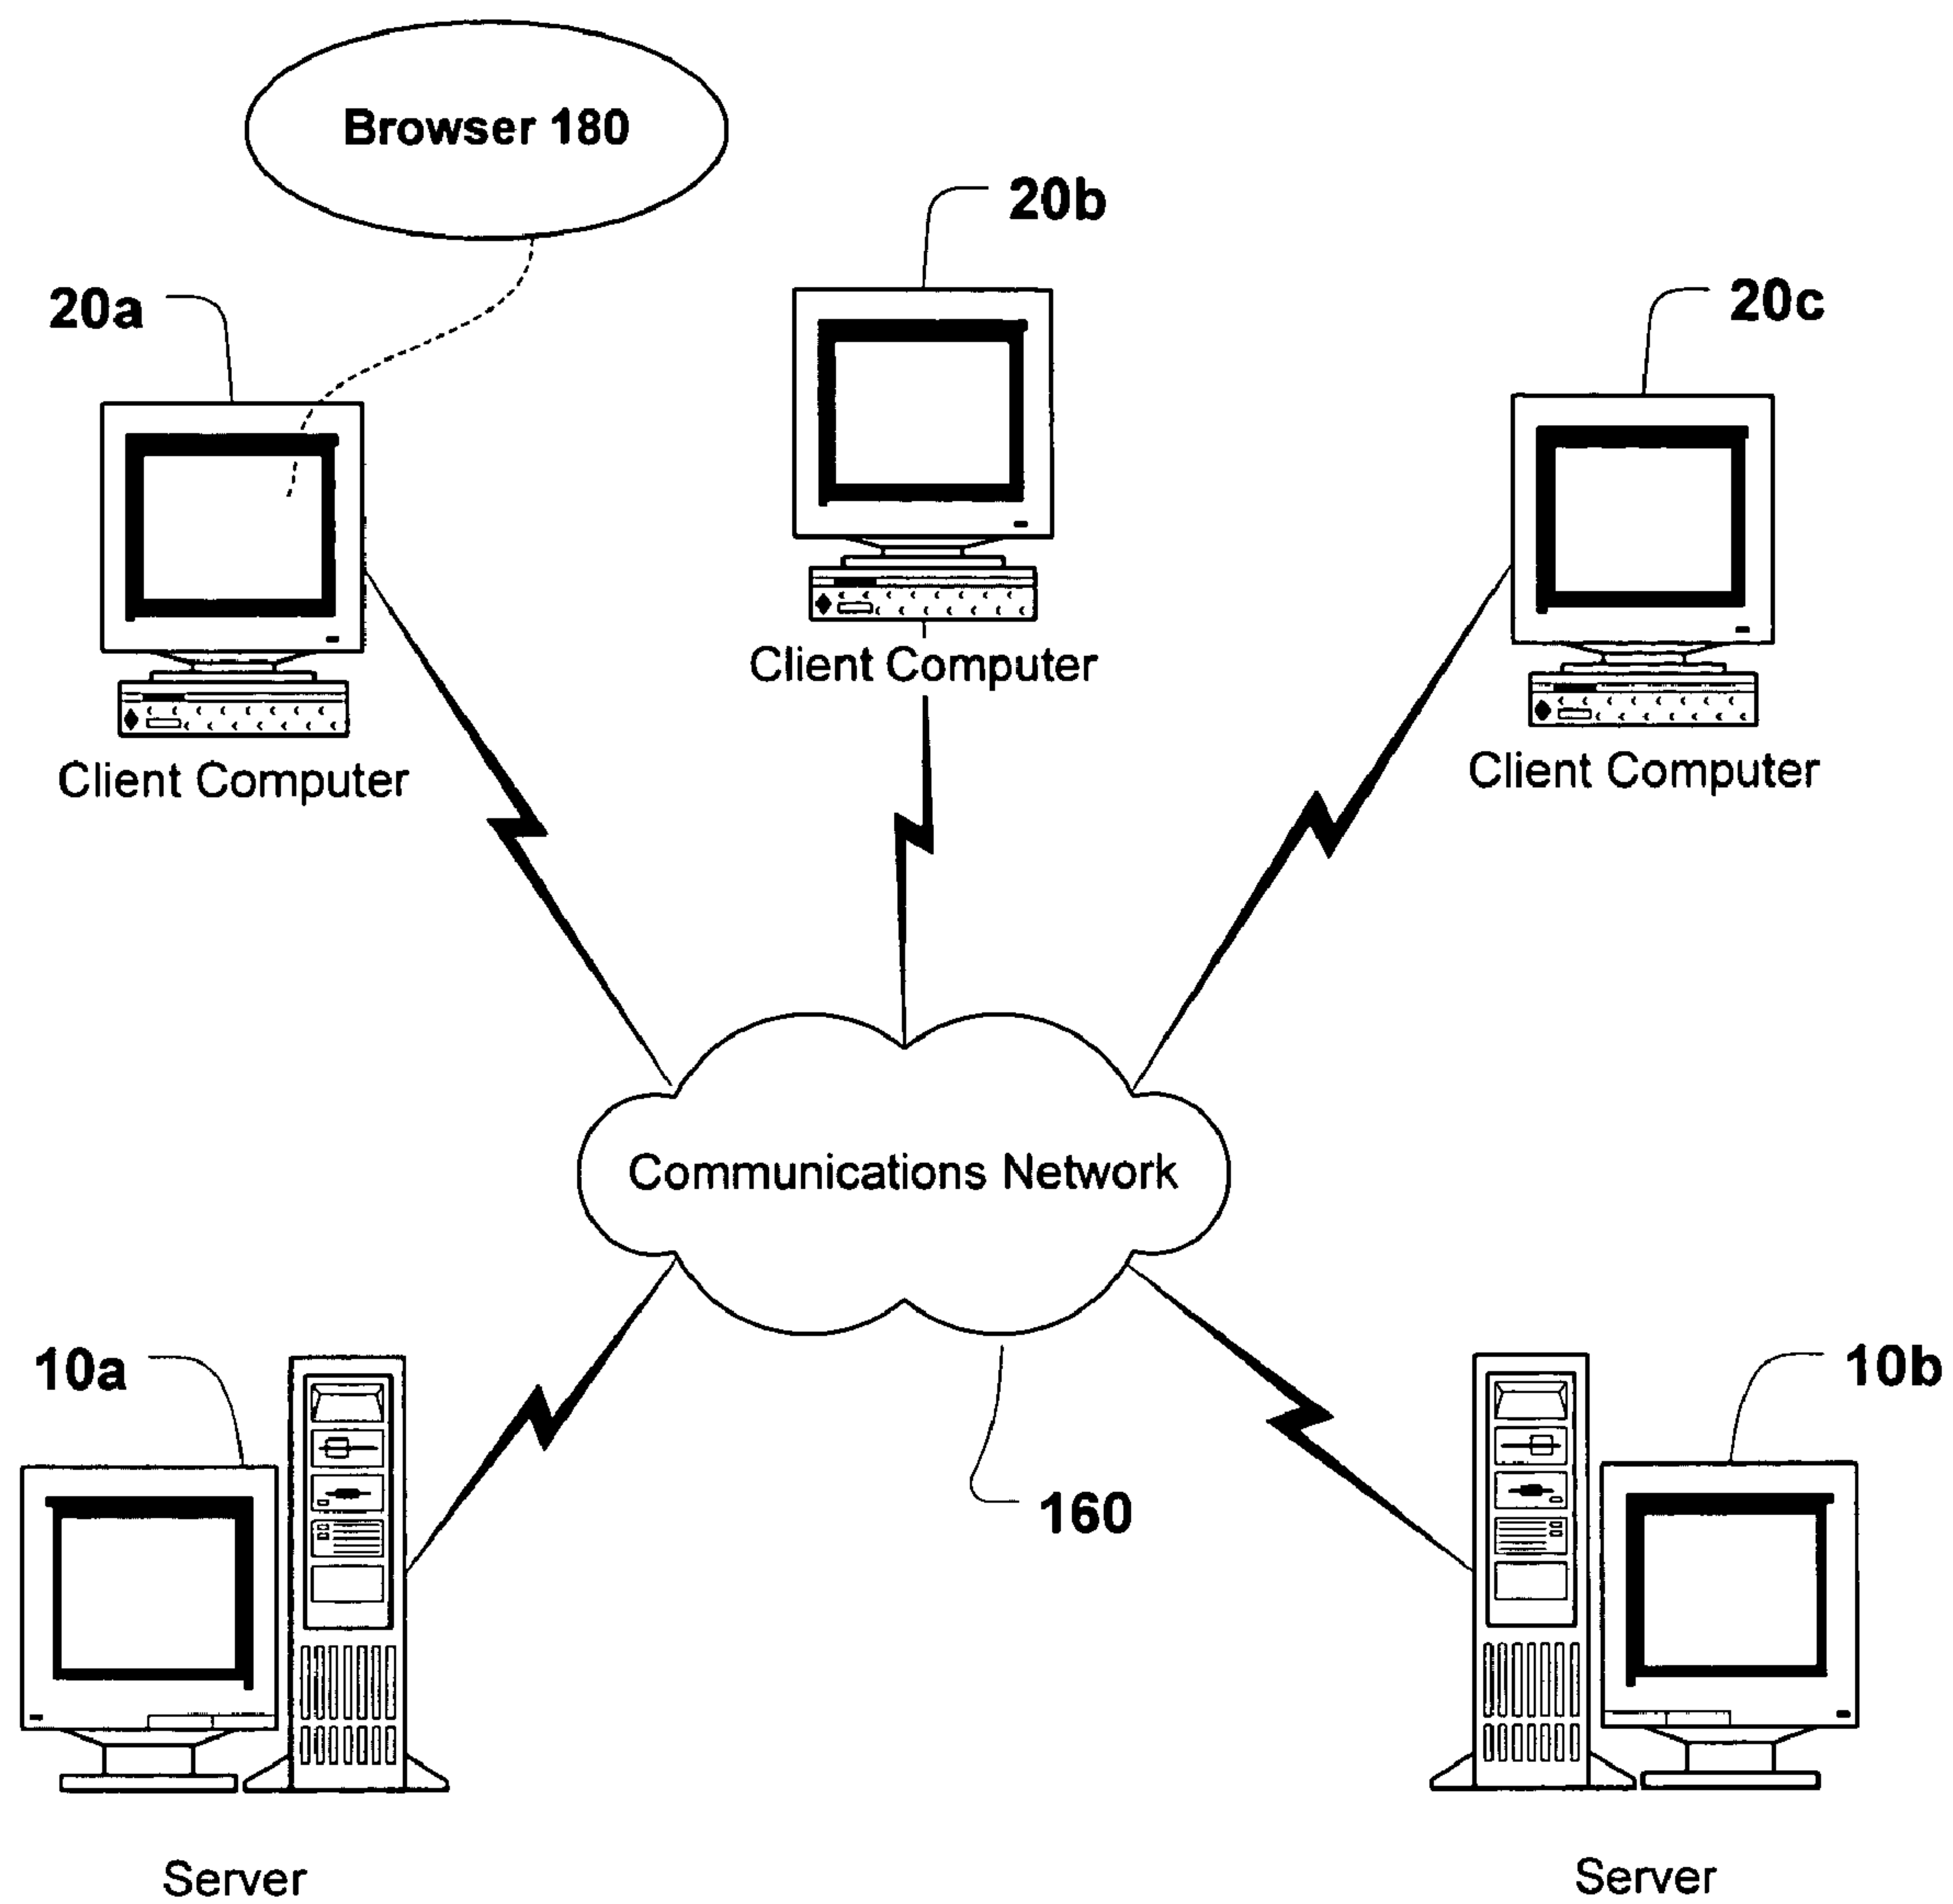 Browser 180
20b
20a
20c
Client Computer
Client Computer
Client Computer
Communications Network
10a
10b
160
Server
Server